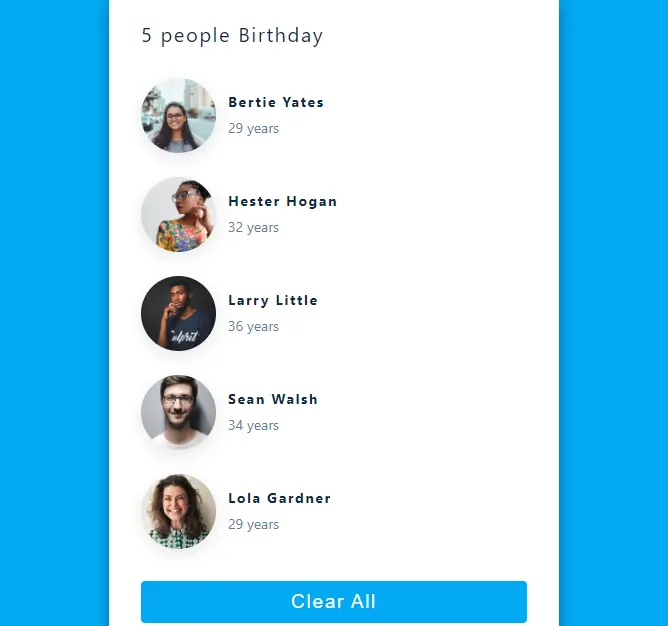 5 people Birthday
Bertie Yates
29 years
Hester Hogan
32 years
Larry Little
36 years
Sean Walsh
34 years
Lola Gardner
29 years
Clear All